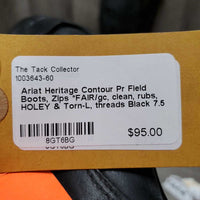 The Tack Collector
1003643-60
Ariat Heritage Contour Pr Field
Boots, Zips *FAIR/gc, clean, rubs,
HOLEY & Torn-L, threads Black 7.5
8GT6BG
$95.00
8GT6BG